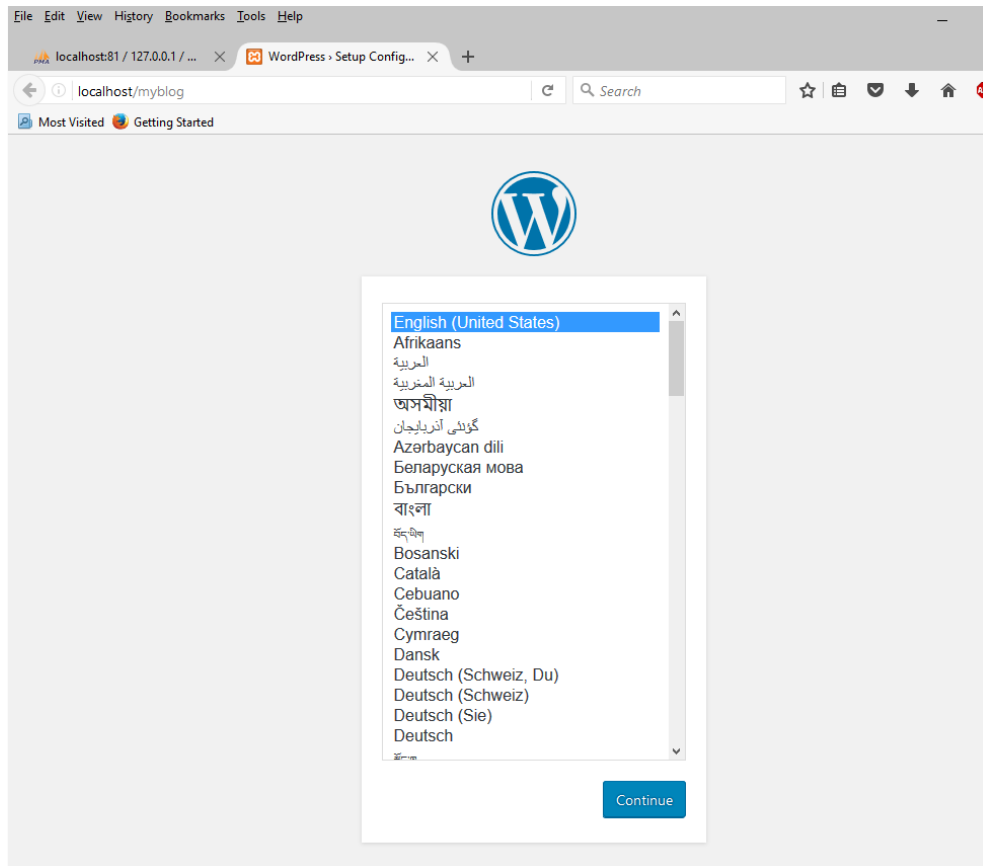 File Edit View History Bookmarks Tools Help
localhost:81 / 127.0.0.1 / ...
WordPress › Setup Config...
localhost/myblog
Search
Most Visited
Getting Started
English (United States)
Afrikaans
العربية
العربية المغربية
অসমীয়া
گؤنئی آذربایجان
Azərbaycan dili
Беларуская мова
Български
বাংলা
བོད་ཡིག
Bosanski
Català
Cebuano
Čeština
Cymraeg
Dansk
Deutsch (Schweiz, Du)
Deutsch (Schweiz)
Deutsch (Sie)
Deutsch
Continue